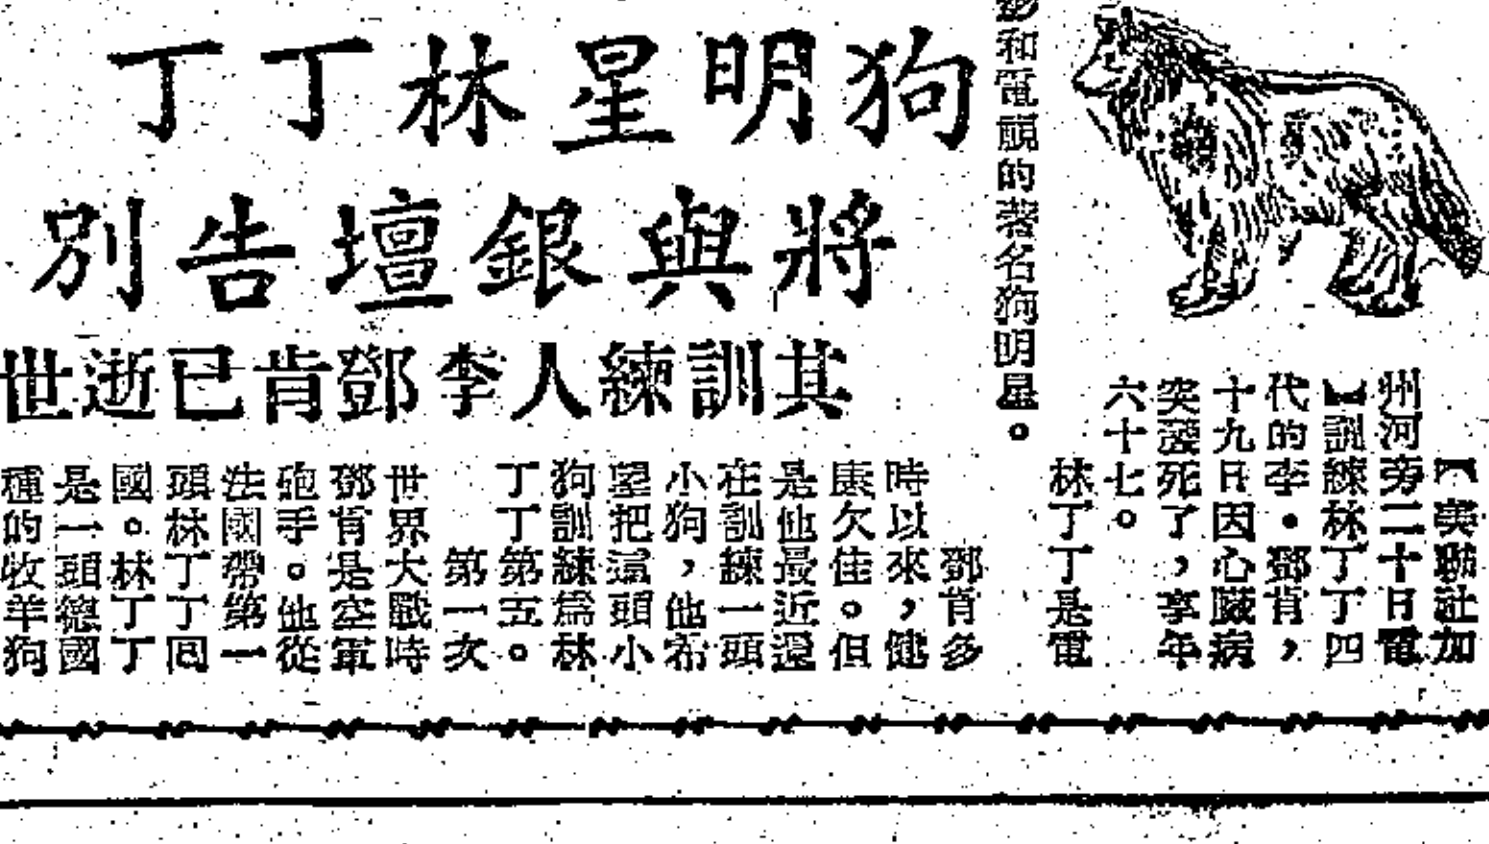 狗明星林丁丁
將與銀壇告別
其訓練人李鄧肯已逝世
【美聯社加
州河旁二十日電
】訓練林丁丁四
代的李・鄧肯，
十九日因心臟病
突發死了，享年
六十七。
林丁丁是電
影和電視的著名狗明星。
鄧肯多
時以來，健
康欠佳。但
是他最近還
在訓練一頭
小狗，他希
望把這頭小
狗訓練為林
丁丁第五。
第一次
世界大戰時
鄧肯是空軍
砲手。他從
法國帶第一
頭林丁丁回
國。林丁丁
是一頭德國
種的牧羊狗